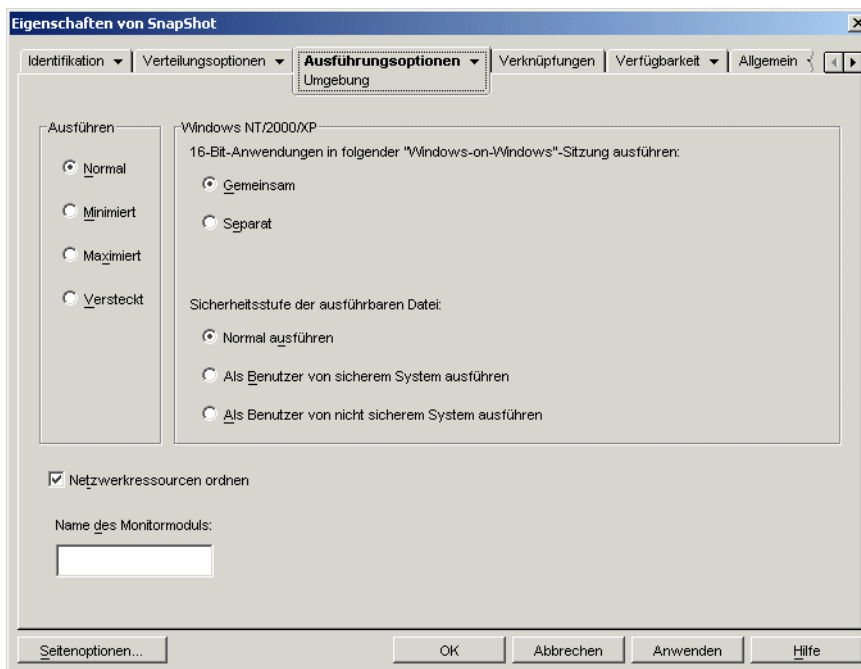 Eigenschaften von SnapShot
Identifikation
Verteilungsoptionen
Ausführungsoptionen
Umgebung
Verknüpfungen
Verfügbarkeit
Allgemein
Ausführen
Normal
Minimiert
Maximiert
Versteckt
Windows NT/2000/XP
16-Bit-Anwendungen in folgender "Windows-on-Windows"-Sitzung ausführen:
Gemeinsam
Separat
Sicherheitsstufe der ausführbaren Datei:
Normal ausführen
Als Benutzer von sicherem System ausführen
Als Benutzer von nicht sicherem System ausführen
Netzwerkressourcen ordnen
Name des Monitormoduls:
Seitenoptionen...
OK
Abbrechen
Anwenden
Hilfe